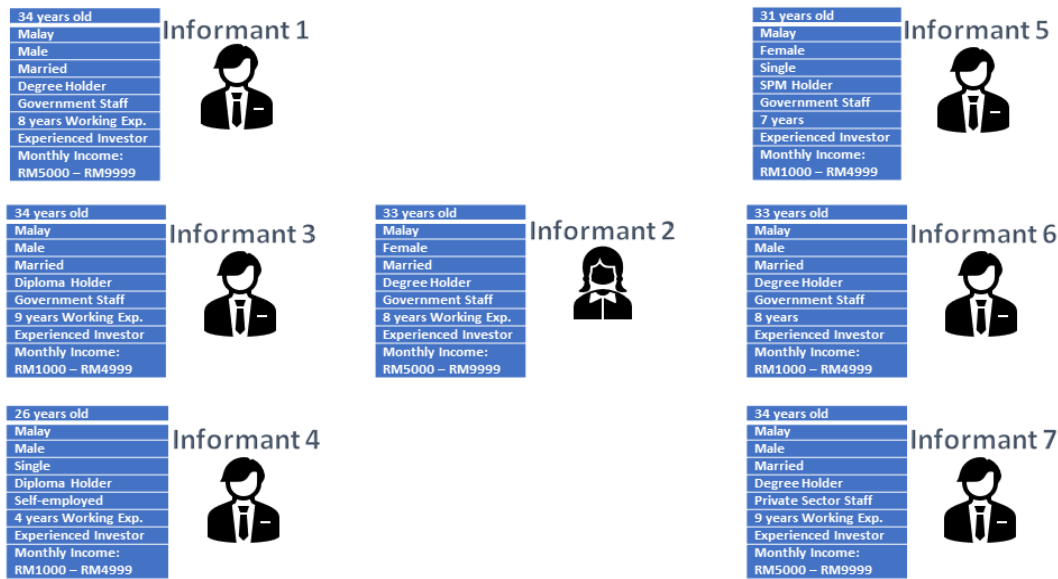 34 years old
Malay
Male
Married
Degree Holder
Government Staff
8 years Working Exp.
Experienced Investor
Monthly Income:
RM5000 – RM9999
Informant 1
31 years old
Malay
Female
Single
SPM Holder
Government Staff
7 years
Experienced Investor
Monthly Income:
RM1000 – RM4999
Informant 5
34 years old
Malay
Male
Married
Diploma Holder
Government Staff
9 years Working Exp.
Experienced Investor
Monthly Income:
RM1000 – RM4999
Informant 3
33 years old
Malay
Female
Married
Degree Holder
Government Staff
8 years Working Exp.
Experienced Investor
Monthly Income:
RM5000 – RM9999
Informant 2
33 years old
Malay
Male
Married
Degree Holder
Government Staff
8 years
Experienced Investor
Monthly Income:
RM1000 – RM4999
Informant 6
26 years old
Malay
Male
Single
Diploma Holder
Self-employed
4 years Working Exp.
Experienced Investor
Monthly Income:
RM1000 – RM4999
Informant 4
34 years old
Malay
Male
Married
Degree Holder
Private Sector Staff
9 years Working Exp.
Experienced Investor
Monthly Income:
RM5000 – RM9999
Informant 7